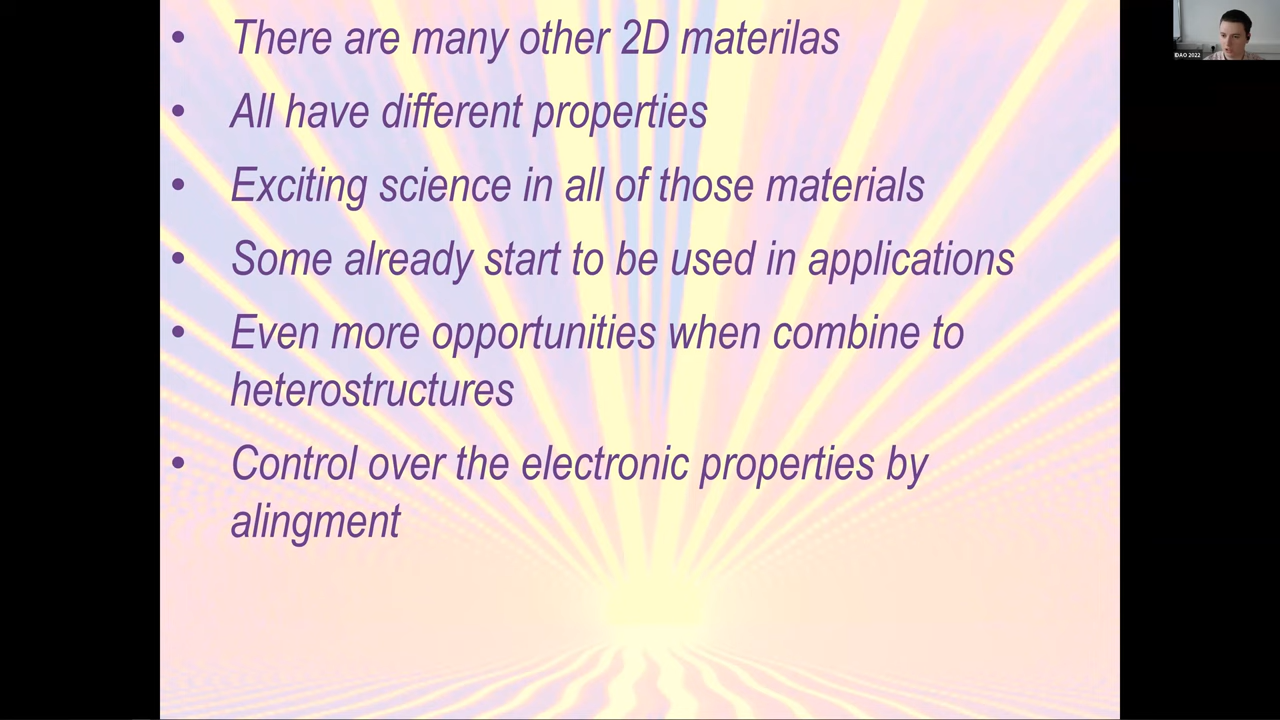 • There are many other 2D materilas
• All have different properties
• Exciting science in all of those materials
• Some already start to be used in applications
• Even more opportunities when combine to
heterostructures
• Control over the electronic properties by
alingment
IDAO 2022